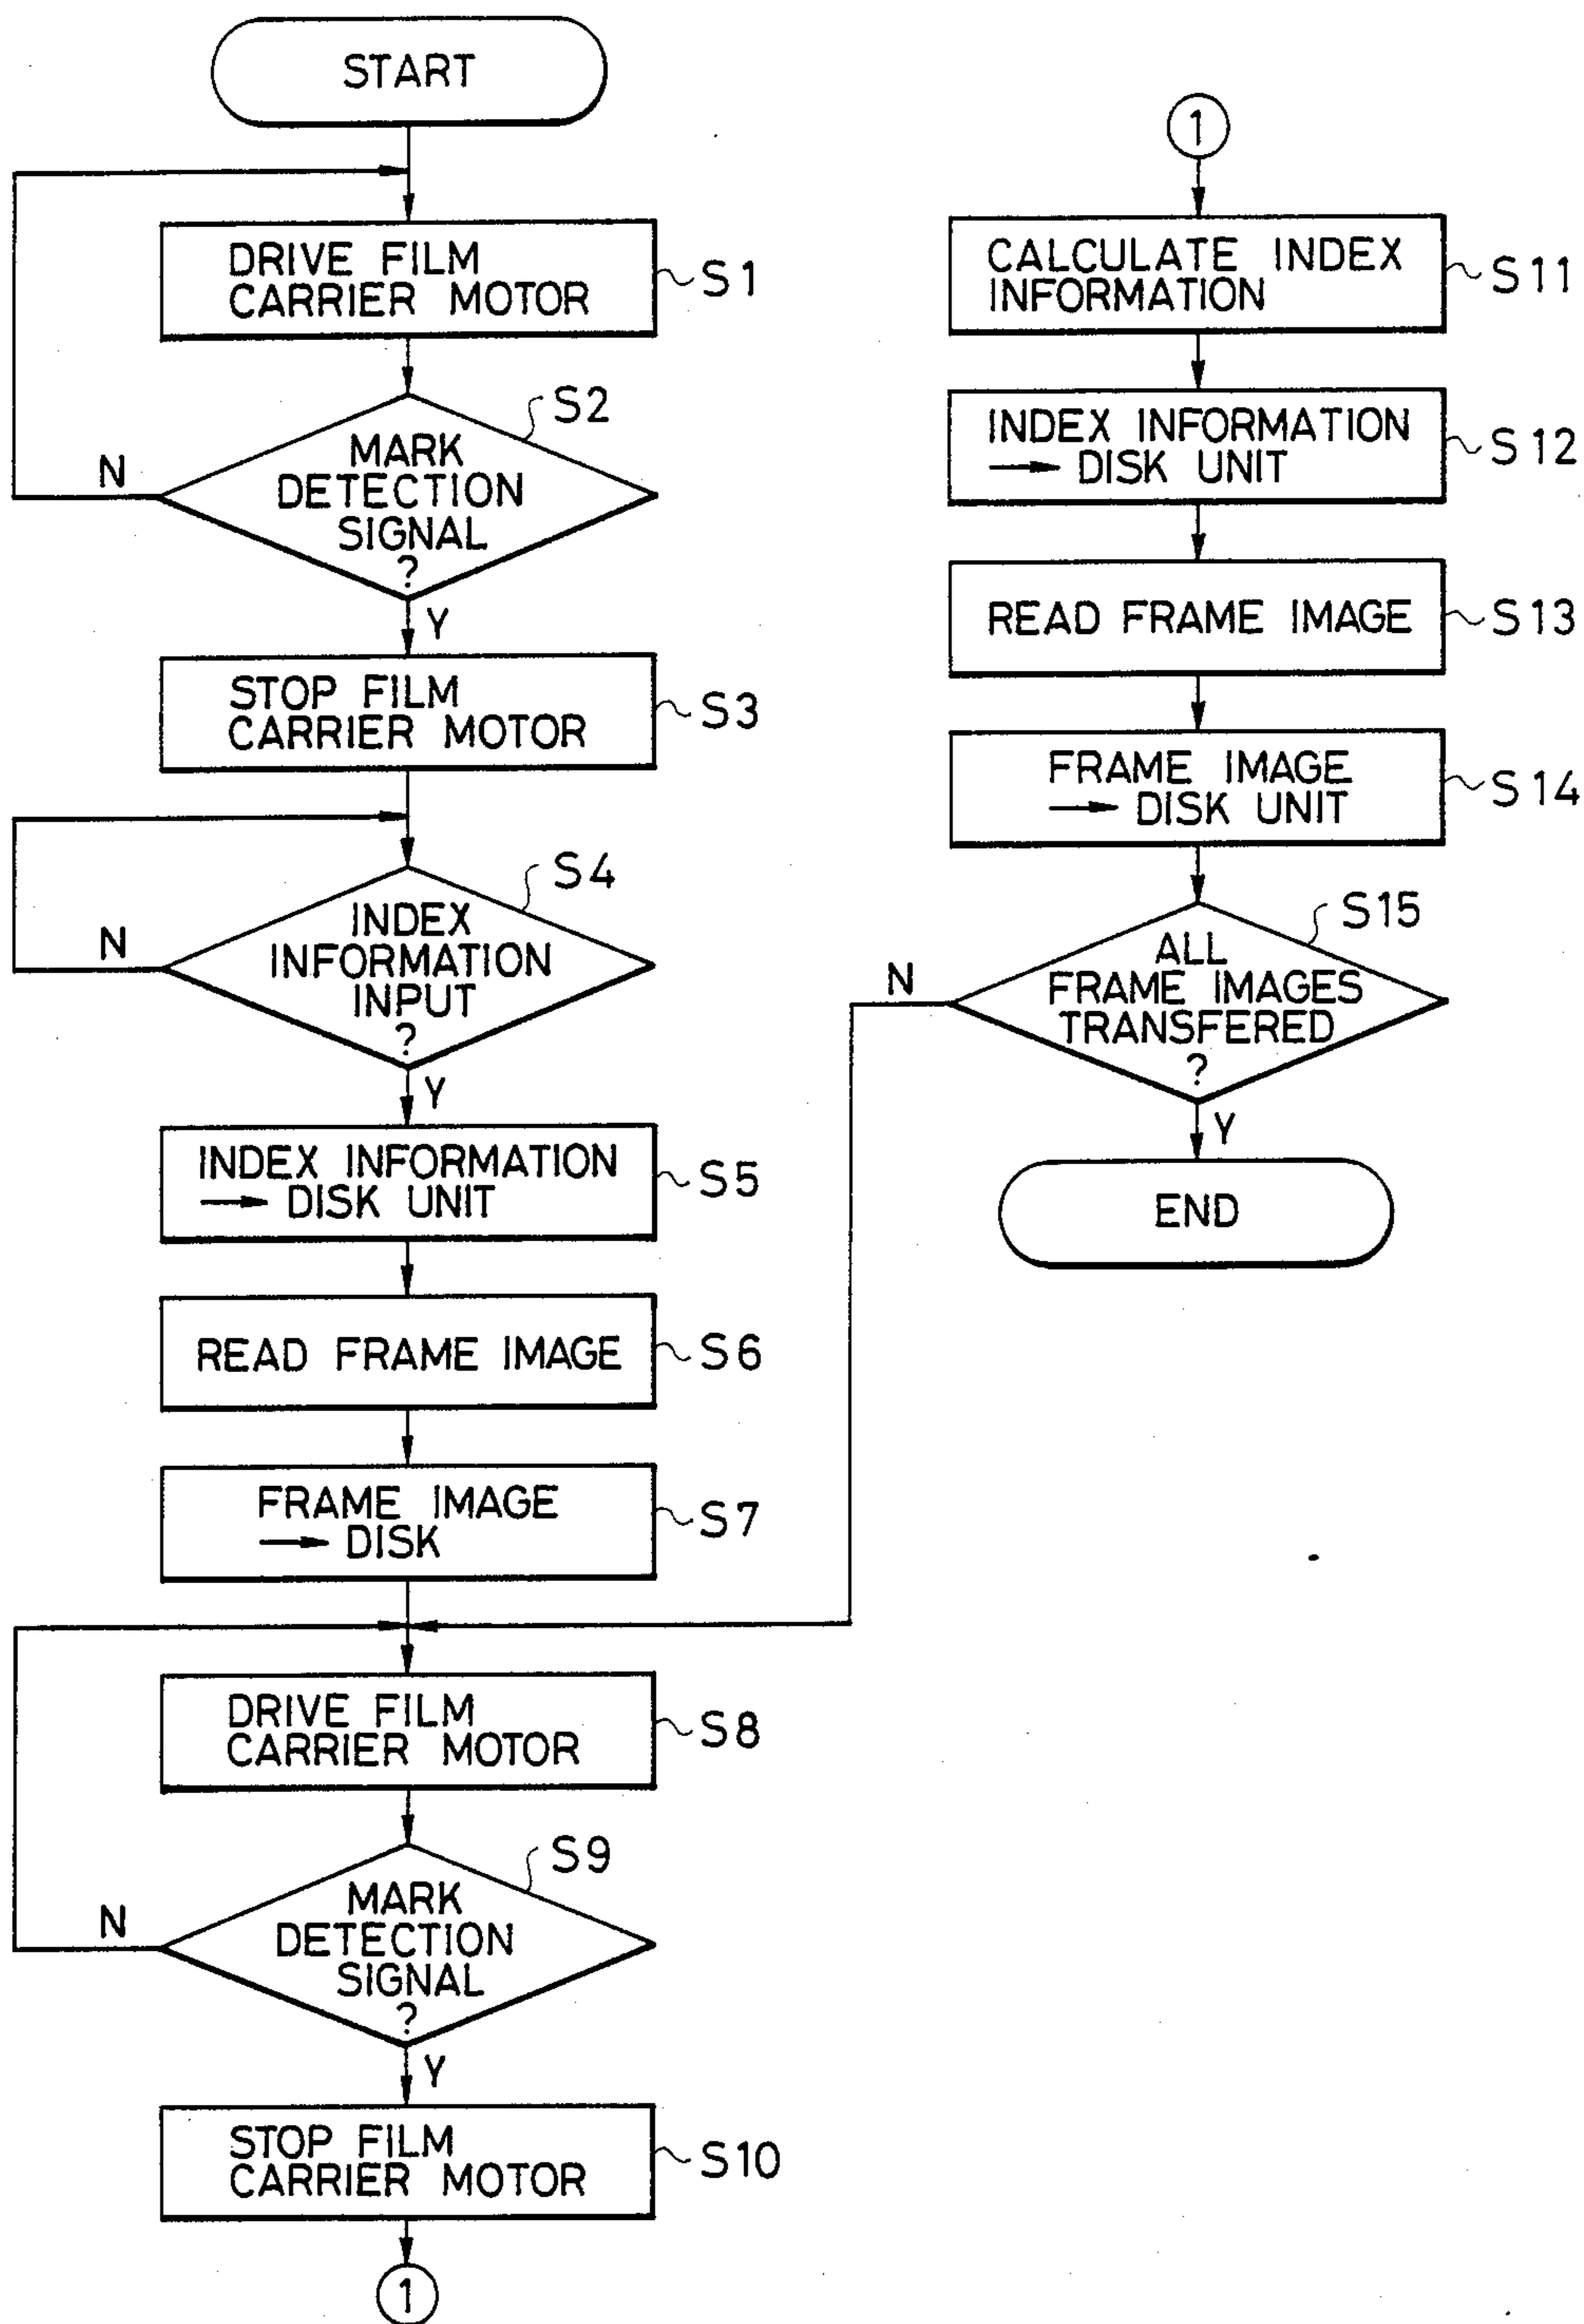 START
DRIVE FILM
CARRIER MOTOR
S1
S2
MARK
DETECTION
SIGNAL
?
N
Y
STOP FILM
CARRIER MOTOR
S3
S4
INDEX
INFORMATION
INPUT
?
N
Y
INDEX INFORMATION
→ DISK UNIT
S5
READ FRAME IMAGE
S6
FRAME IMAGE
→ DISK
S7
DRIVE FILM
CARRIER MOTOR
S8
S9
MARK
DETECTION
SIGNAL
?
N
Y
STOP FILM
CARRIER MOTOR
S10
1
1
CALCULATE INDEX
INFORMATION
S11
INDEX INFORMATION
→ DISK UNIT
S12
READ FRAME IMAGE
S13
FRAME IMAGE
→ DISK UNIT
S14
S15
ALL
FRAME IMAGES
TRANSFERED
?
N
Y
END